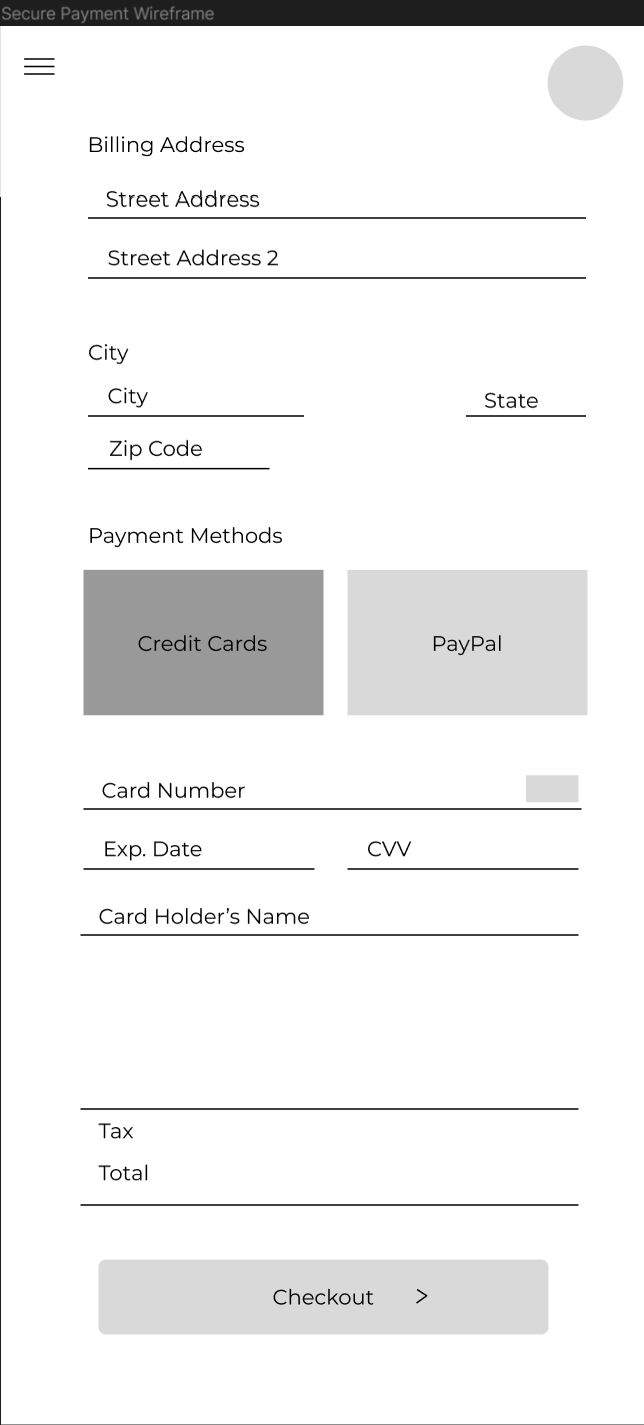 Secure Payment Wireframe
Billing Address
Street Address
Street Address 2
City
City
State
Zip Code
Payment Methods
Credit Cards
PayPal
Card Number
Exp. Date
CVV
Card Holder’s Name
Tax
Total
Checkout >